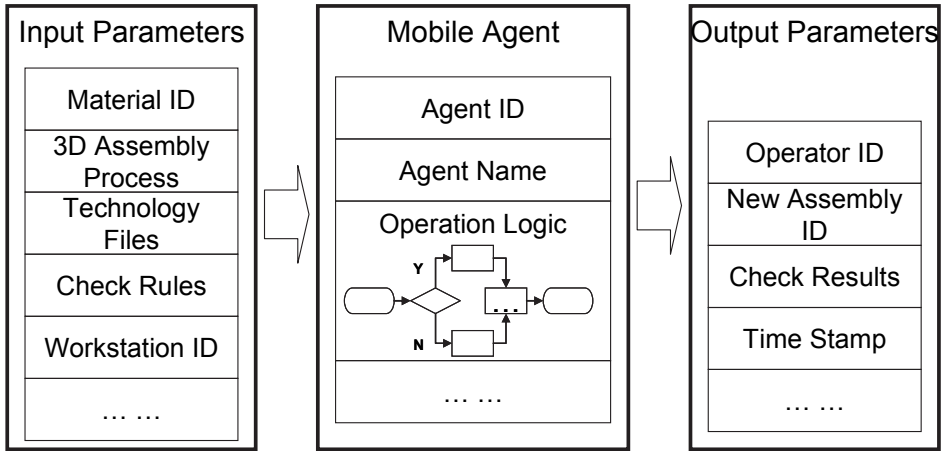 Input Parameters
Material ID
3D Assembly
Process
Technology
Files
Check Rules
Workstation ID
... ...
Mobile Agent
Agent ID
Agent Name
Operation Logic
Y
...
N
... ...
Output Parameters
Operator ID
New Assembly
ID
Check Results
Time Stamp
... ...